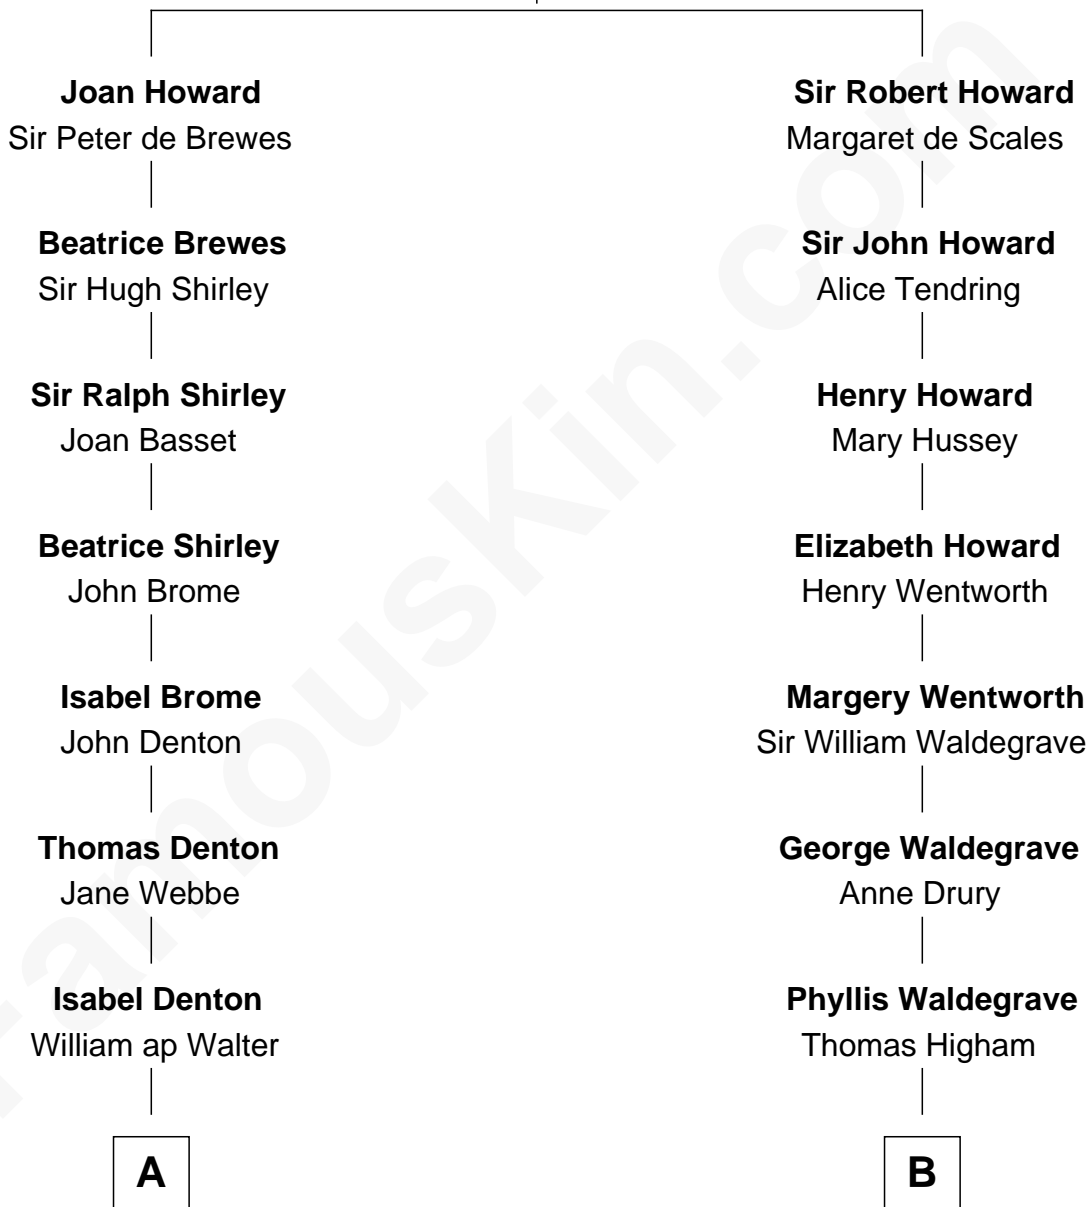 Joan Howard
Sir Peter de Brewes
Beatrice Brewes
Sir Hugh Shirley
Sir Ralph Shirley
Joan Basset
Beatrice Shirley
John Brome
Isabel Brome
John Denton
Thomas Denton
Jane Webbe
Isabel Denton
William ap Walter
A
Sir Robert Howard
Margaret de Scales
Sir John Howard
Alice Tendring
Henry Howard
Mary Hussey
Elizabeth Howard
Henry Wentworth
Margery Wentworth
Sir William Waldegrave
George Waldegrave
Anne Drury
Phyllis Waldegrave
Thomas Higham
B
FamousKin.com